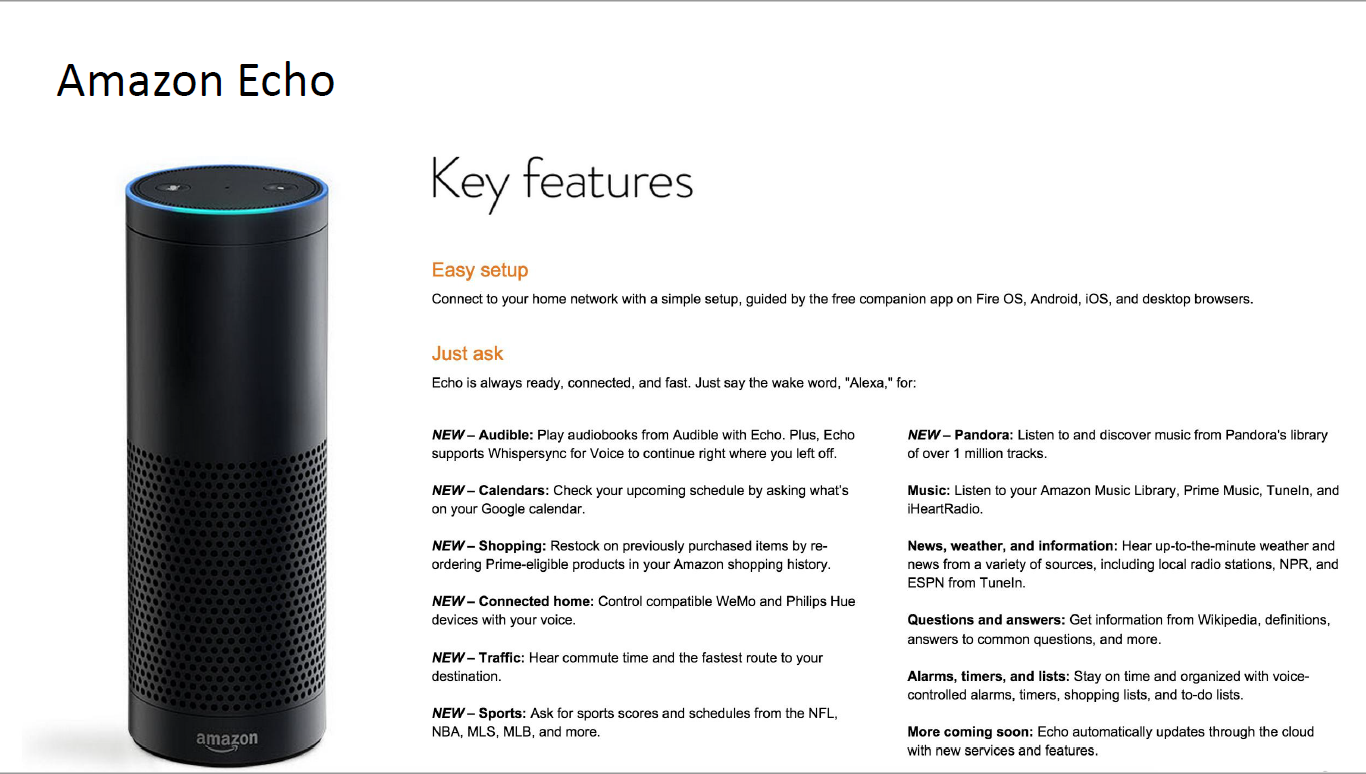 Amazon Echo
Key features
Easy setup
Connect to your home network with a simple setup, guided by the free companion app on Fire OS, Android, iOS, and desktop browsers.
Just ask
Echo is always ready, connected, and fast. Just say the wake word, "Alexa," for:
NEW – Audible: Play audiobooks from Audible with Echo. Plus, Echo
supports Whispersync for Voice to continue right where you left off.
NEW – Calendars: Check your upcoming schedule by asking what's
on your Google calendar.
NEW – Shopping: Restock on previously purchased items by re-
ordering Prime-eligible products in your Amazon shopping history.
NEW – Connected home: Control compatible WeMo and Philips Hue
devices with your voice.
NEW – Traffic: Hear commute time and the fastest route to your
destination.
NEW – Sports: Ask for sports scores and schedules from the NFL,
NBA, MLS, MLB, and more.
NEW – Pandora: Listen to and discover music from Pandora's library
of over 1 million tracks.
Music: Listen to your Amazon Music Library, Prime Music, TuneIn, and
iHeartRadio.
News, weather, and information: Hear up-to-the-minute weather and
news from a variety of sources, including local radio stations, NPR, and
ESPN from TuneIn.
Questions and answers: Get information from Wikipedia, definitions,
answers to common questions, and more.
Alarms, timers, and lists: Stay on time and organized with voice-
controlled alarms, timers, shopping lists, and to-do lists.
More coming soon: Echo automatically updates through the cloud
with new services and features.
amazon